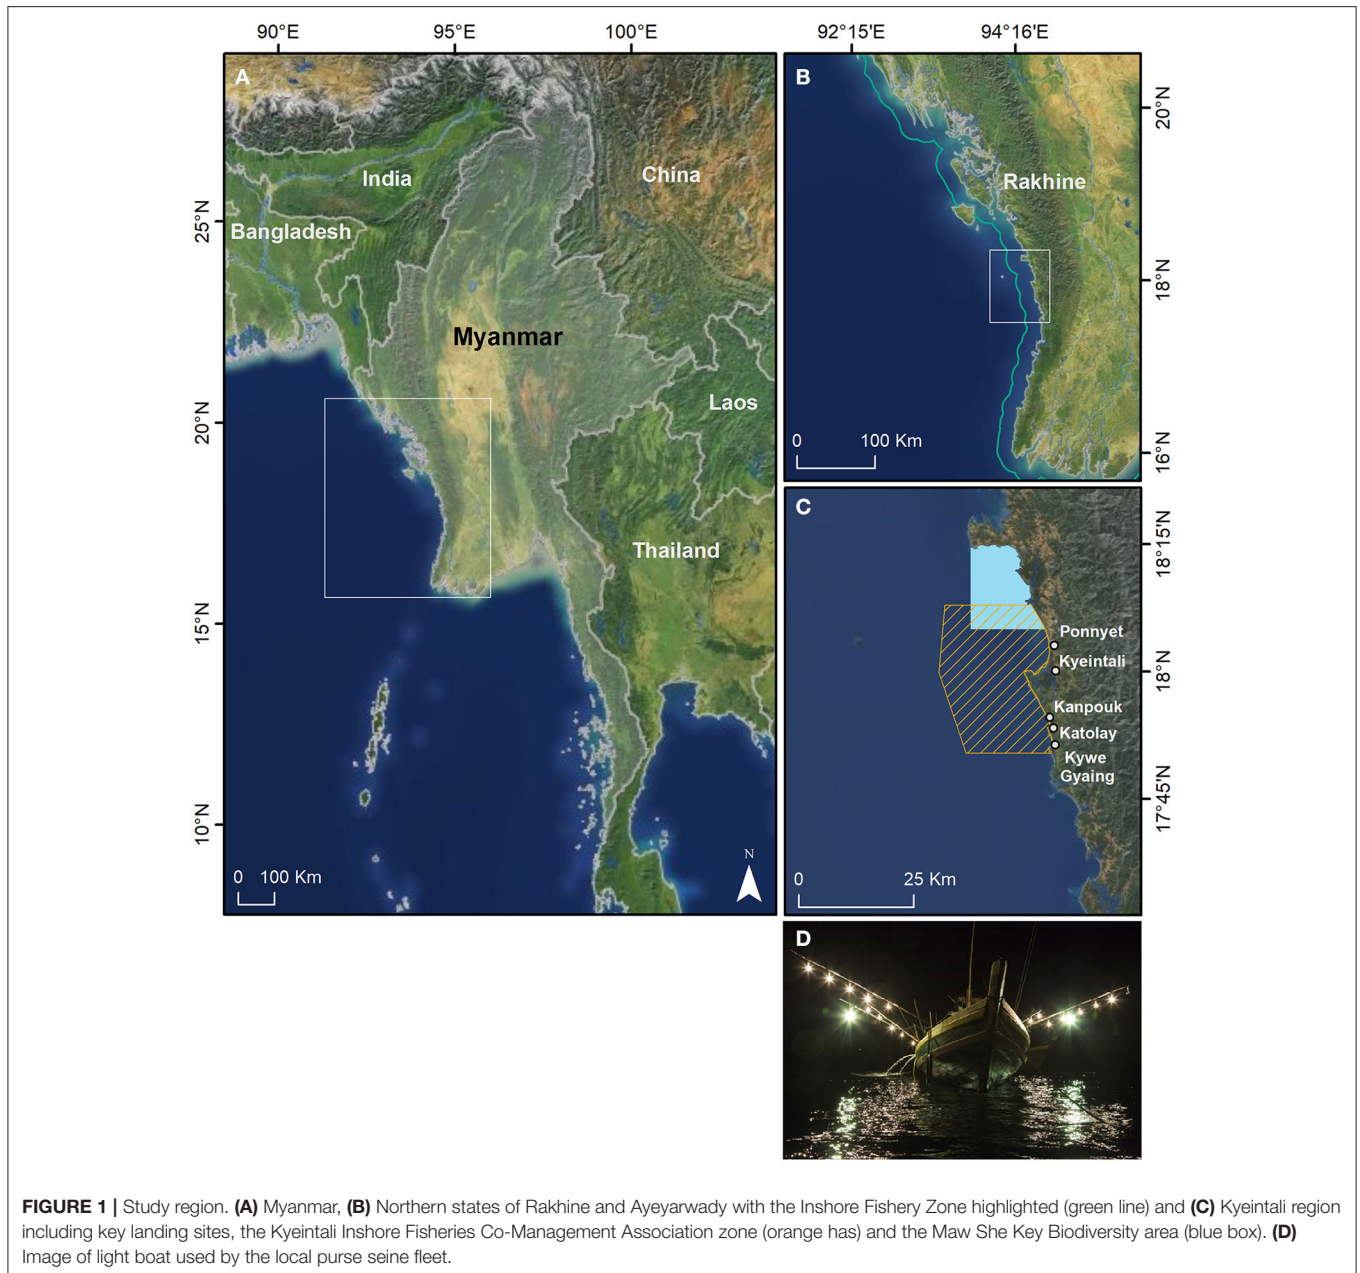 90°E 95°E 100°E
92°15'E 94°16'E
A
India
China
Bangladesh
Myanmar
Laos
Thailand
25°N
20°N
15°N
10°N
0 100 Km
N
B
Rakhine
0 100 Km
20°N
18°N
16°N
C
Ponnyet
Kyeintali
Kanpouk
Katolay
Kywe
Gyaing
0 25 Km
18°15'N
18°N
17°45'N
D
FIGURE 1 | Study region. (A) Myanmar, (B) Northern states of Rakhine and Ayeyarwady with the Inshore Fishery Zone highlighted (green line) and (C) Kyeintali region
including key landing sites, the Kyeintali Inshore Fisheries Co-Management Association zone (orange has) and the Maw She Key Biodiversity area (blue box). (D)
Image of light boat used by the local purse seine fleet.